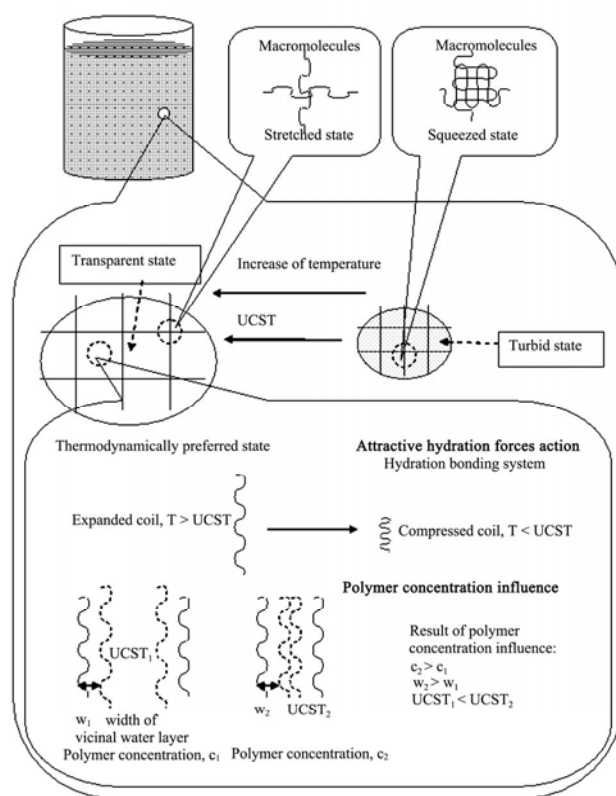 Macromolecules
Stretched state
Macromolecules
Squeezed state
Transparent state
Increase of temperature
UCST
Turbid state
Thermodynamically preferred state
Attractive hydration forces action
Hydration bonding system
Expanded coil, T > UCST
Compressed coil, T < UCST
Polymer concentration influence
UCST₁
w₁ width of
vicinal water layer
Polymer concentration, c₁
w₂
UCST₂
Polymer concentration, c₂
Result of polymer
concentration influence:
c₂ > c₁
w₂ > w₁
UCST₁ < UCST₂